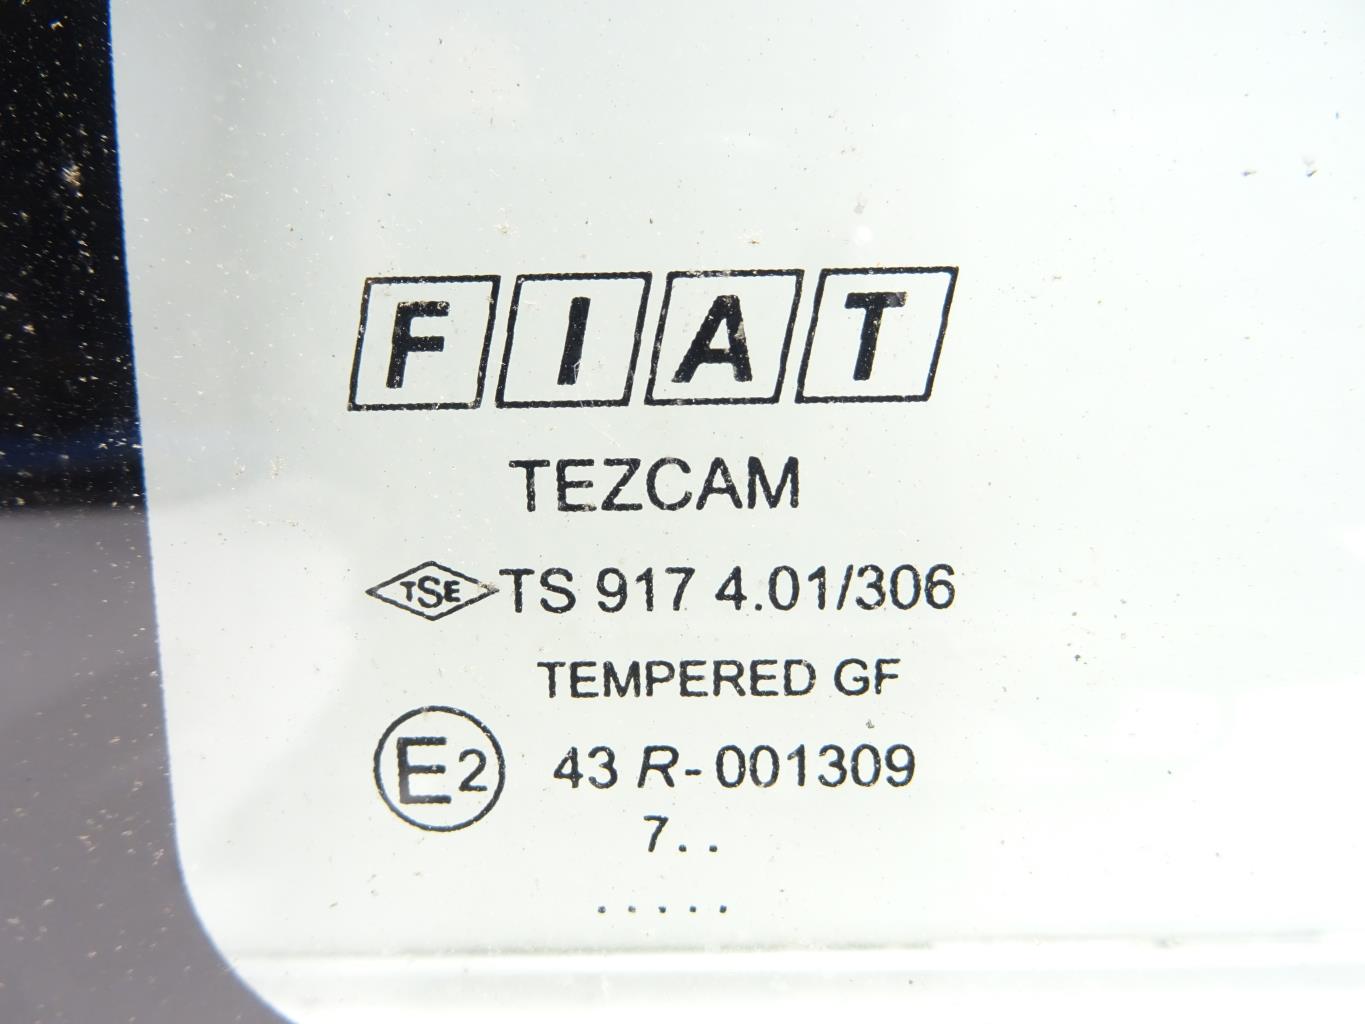 FIAT
TEZCAM
TSE TS 917 4.01/306
TEMPERED GF
E2 43 R-001309
7..
.....